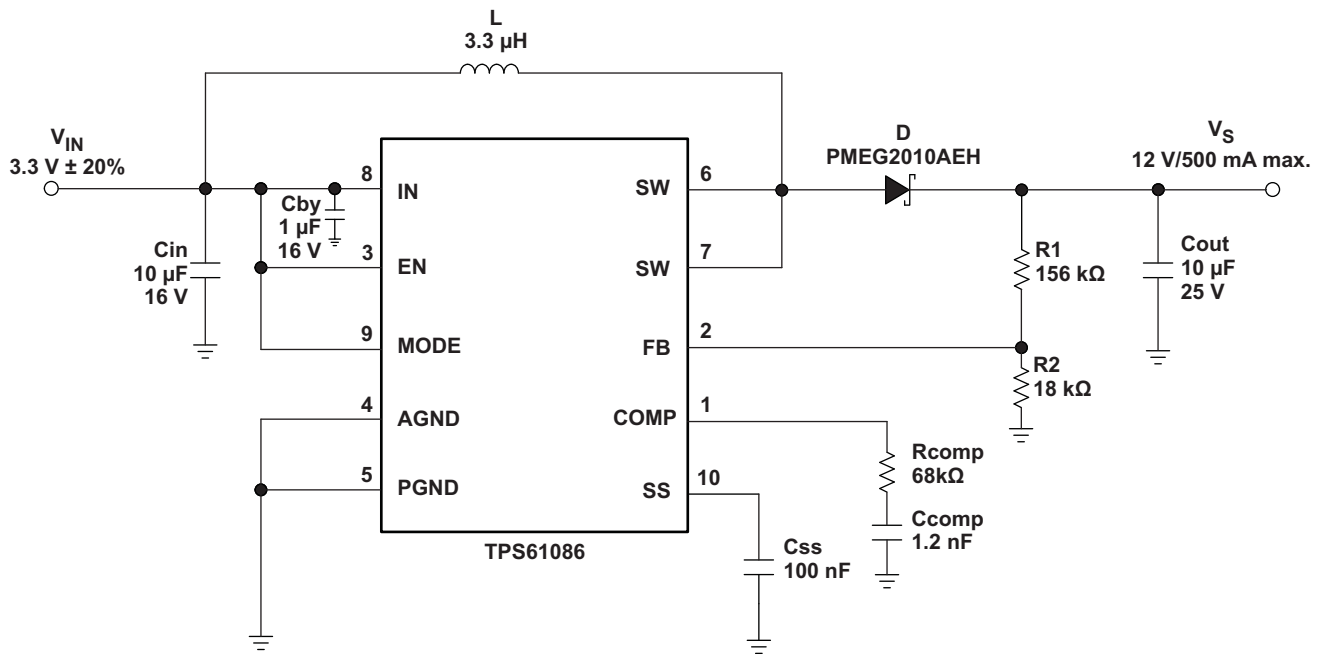 L
3.3 µH
VIN
3.3 V ± 20%
D
PMEG2010AEH
VS
12 V/500 mA max.
8
IN
SW
6
Cby
1 µF
16 V
Cin
10 µF
16 V
3
EN
SW
7
R1
156 kΩ
Cout
10 µF
25 V
9
MODE
FB
2
R2
18 kΩ
4
AGND
COMP
1
Rcomp
68kΩ
5
PGND
SS
10
Ccomp
1.2 nF
TPS61086
Css
100 nF